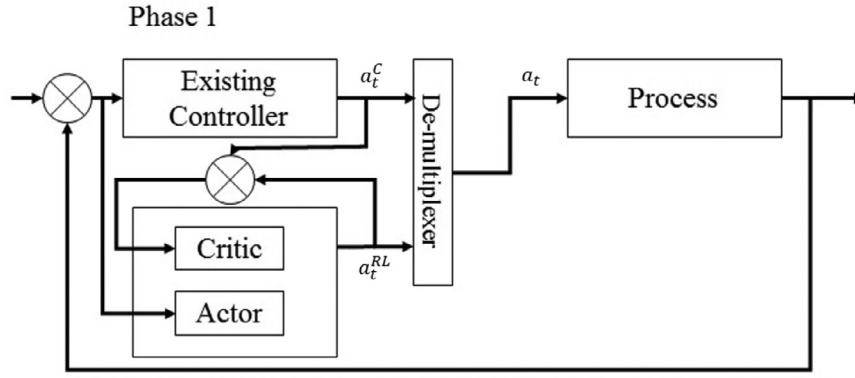 Phase 1
Existing
Controller
a_t^C
De-multiplexer
a_t
Process
Critic
a_t^{RL}
Actor